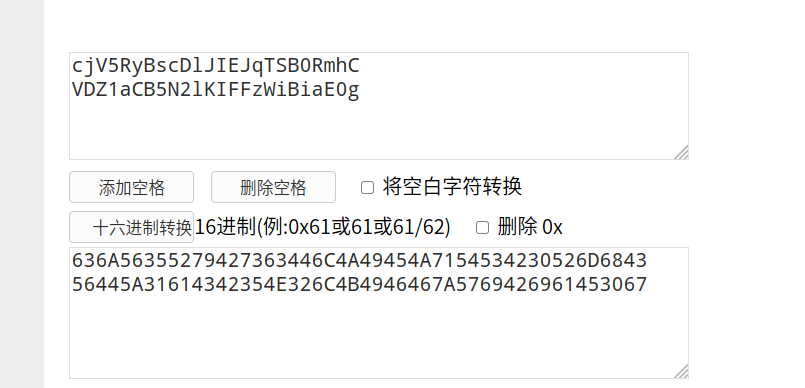 cjV5RyBscDlJIEJqTSB0RmhC
VDZ1aCB5N2lKIFFzWiBiaE0g
添加空格 删除空格 将空白字符转换
十六进制转换 16进制(例:0x61或61或61/62) 删除 0x
636A56355279427363446C4A49454A7154534230526D6843
56445A31614342354E326C4B4946467A5769426961453067